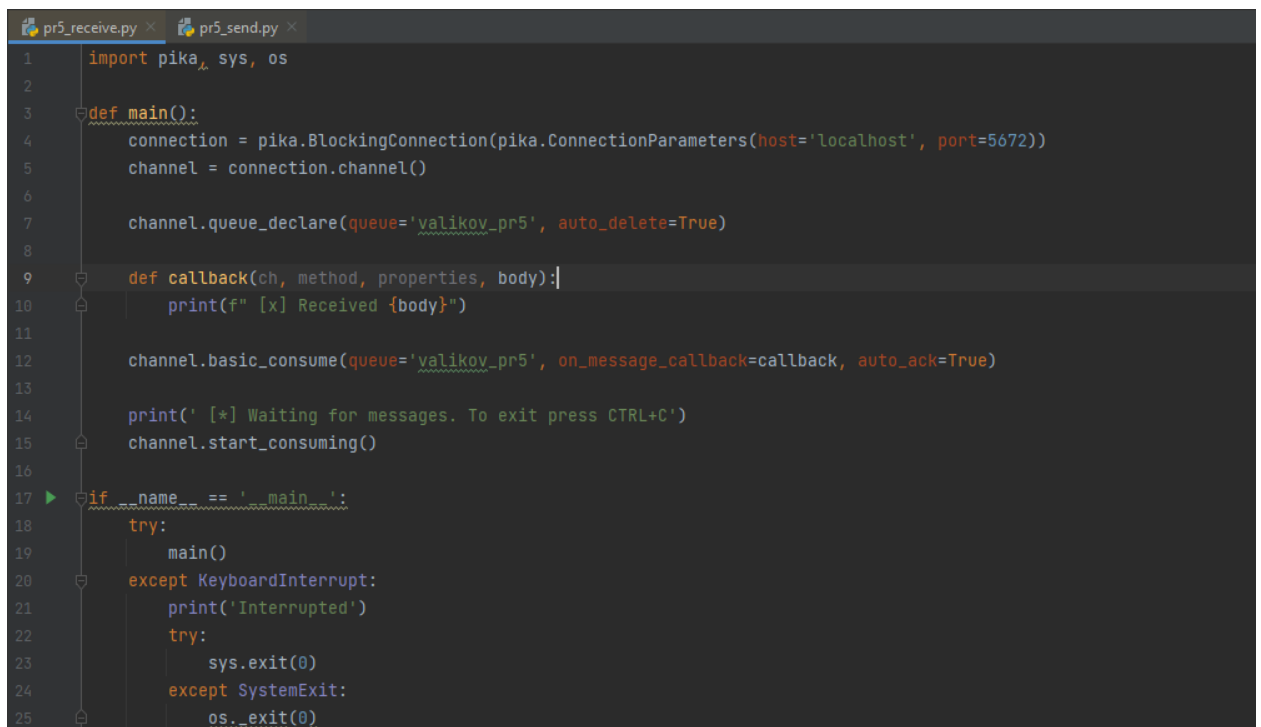 pr5_receive.py × pr5_send.py ×
1 import pika, sys, os
2
3 def main():
4     connection = pika.BlockingConnection(pika.ConnectionParameters(host='localhost', port=5672))
5     channel = connection.channel()
6
7     channel.queue_declare(queue='valikov_pr5', auto_delete=True)
8
9     def callback(ch, method, properties, body):
10         print(f" [x] Received {body}")
11
12     channel.basic_consume(queue='valikov_pr5', on_message_callback=callback, auto_ack=True)
13
14     print(' [*] Waiting for messages. To exit press CTRL+C')
15     channel.start_consuming()
16
17 if __name__ == '__main__':
18     try:
19         main()
20     except KeyboardInterrupt:
21         print('Interrupted')
22         try:
23             sys.exit(0)
24         except SystemExit:
25             os._exit(0)